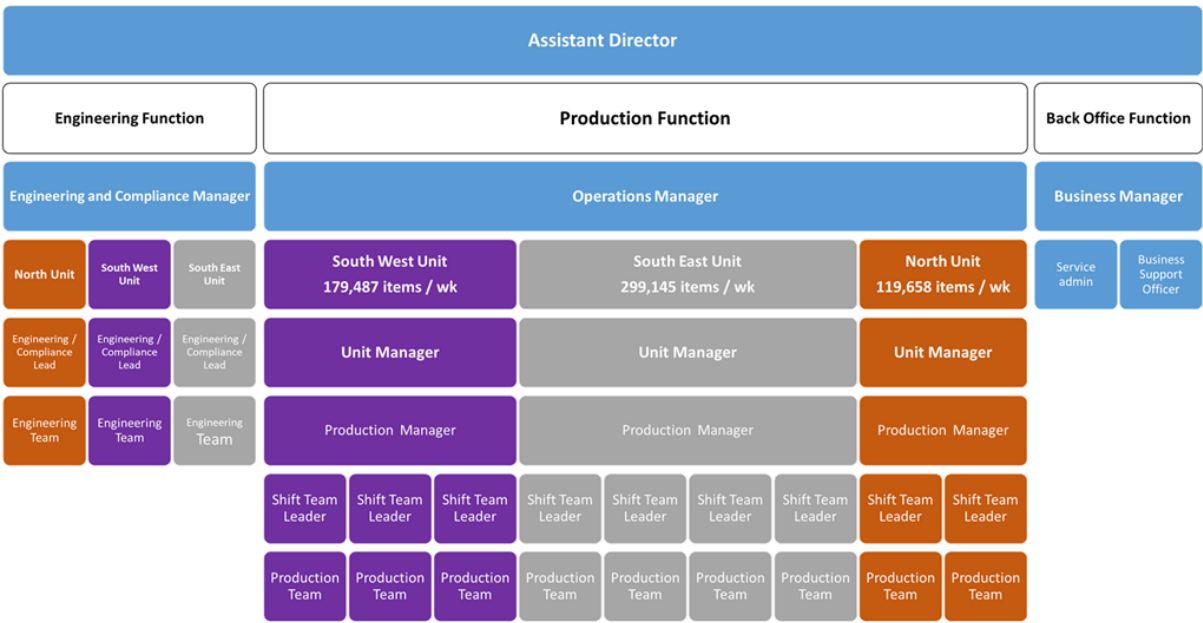 Assistant Director
Engineering Function
Production Function
Back Office Function
Engineering and Compliance Manager
Operations Manager
Business Manager
North Unit
South West
Unit
South East
Unit
South West Unit
179,487 items / wk
South East Unit
299,145 items / wk
North Unit
119,658 items / wk
Service
admin
Business
Support
Officer
Engineering /
Compliance
Lead
Engineering /
Compliance
Lead
Engineering /
Compliance
Lead
Unit Manager
Unit Manager
Unit Manager
Engineering
Team
Engineering
Team
Engineering
Team
Production Manager
Production Manager
Production Manager
Shift Team
Leader
Shift Team
Leader
Shift Team
Leader
Shift Team
Leader
Shift Team
Leader
Shift Team
Leader
Shift Team
Leader
Shift Team
Leader
Shift Team
Leader
Production
Team
Production
Team
Production
Team
Production
Team
Production
Team
Production
Team
Production
Team
Production
Team
Production
Team